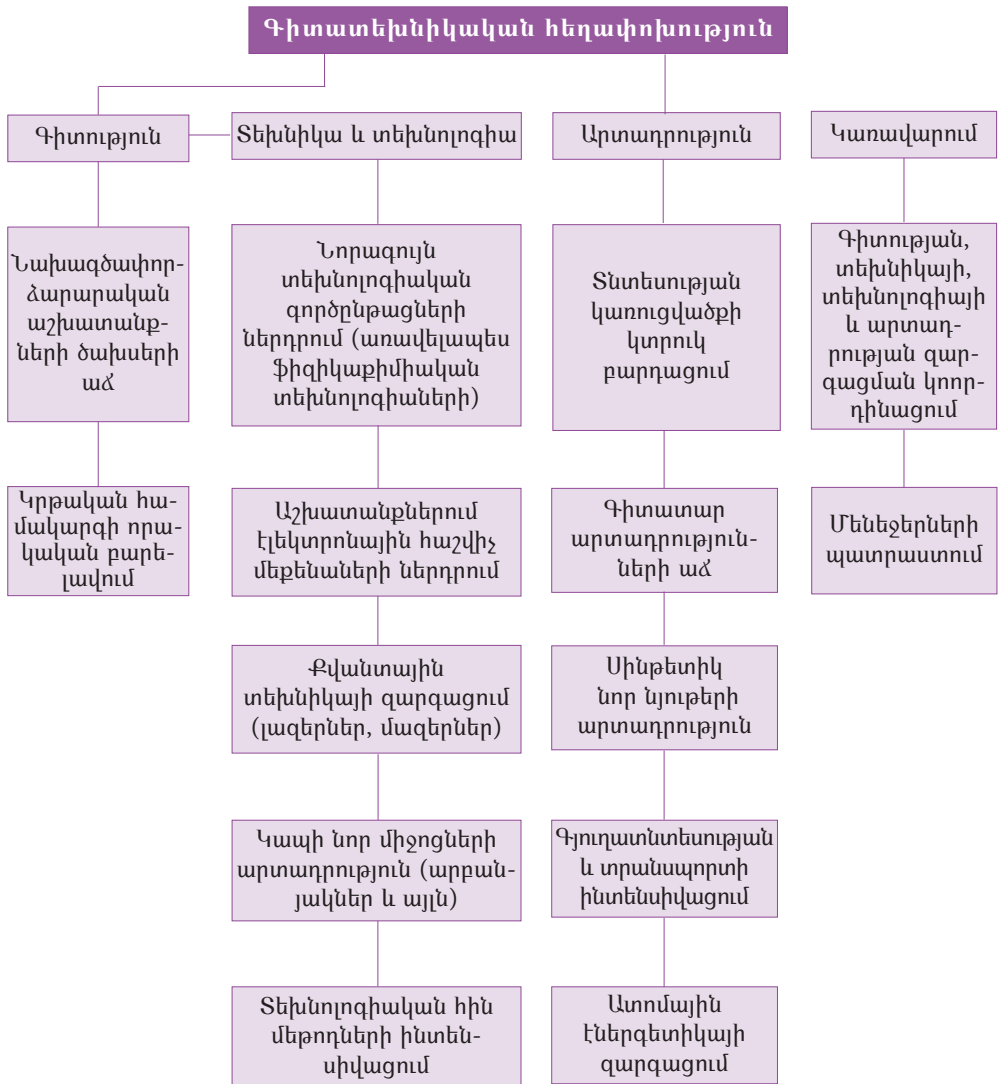 Գիտատեխնիկական հեղափոխություն
Գիտություն
Տեխնիկա և տեխնոլոգիա
Արտադրություն
Կառավարում
Նախագծափոր-
ձարարական
աշխատանք-
ների ծախսերի
աճ
Նորագույն
տեխնոլոգիական
գործընթացների
ներդրում (առավելապես
ֆիզիկաքիմիական
տեխնոլոգիաների)
Տնտեսության
կառուցվածքի
կտրուկ
բարդացում
Գիտության,
տեխնիկայի,
տեխնոլոգիայի
և արտադ-
րության զար-
գացման կոոր-
դինացում
Կրթական հա-
մակարգի որա-
կական բարե-
լավում
Աշխատանքներում
էլեկտրոնային հաշվիչ
մեքենաների ներդրում
Գիտատար
արտադրություն-
ների աճ
Մենեջերների
պատրաստում
Քվանտային
տեխնիկայի զարգացում
(լազերներ, մազերներ)
Սինթետիկ
նոր նյութերի
արտադրություն
Կապի նոր միջոցների
արտադրություն (արբան-
յակներ և այլն)
Գյուղատնտեսության
և տրանսպորտի
ինտենսիվացում
Տեխնոլոգիական հին
մեթոդների ինտեն-
սիվացում
Ատոմային
էներգետիկայի
զարգացում